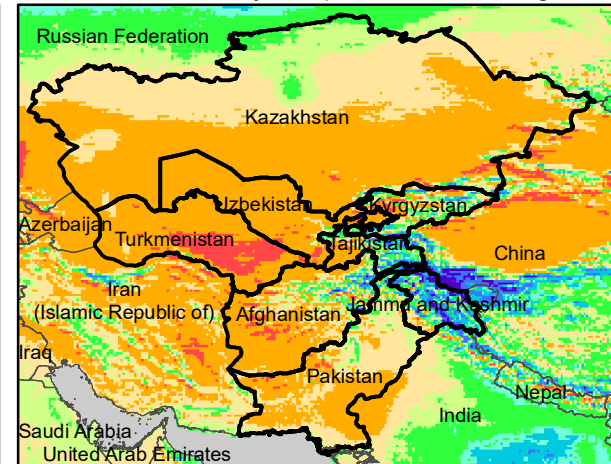 Russian Federation
Kazakhstan
Uzbekistan
Kyrgyzstan
Azerbaijan
Turkmenistan
Tajikistan
China
Iran
(Islamic Republic of)
Afghanistan
Jammu and Kashmir
Iraq
Pakistan
Nepal
India
Saudi Arabia
United Arab Emirates